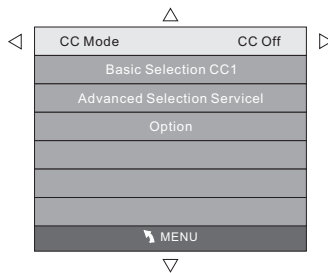 CC Mode CC Off
Basic Selection CC1
Advanced Selection Servicel
Option
MENU